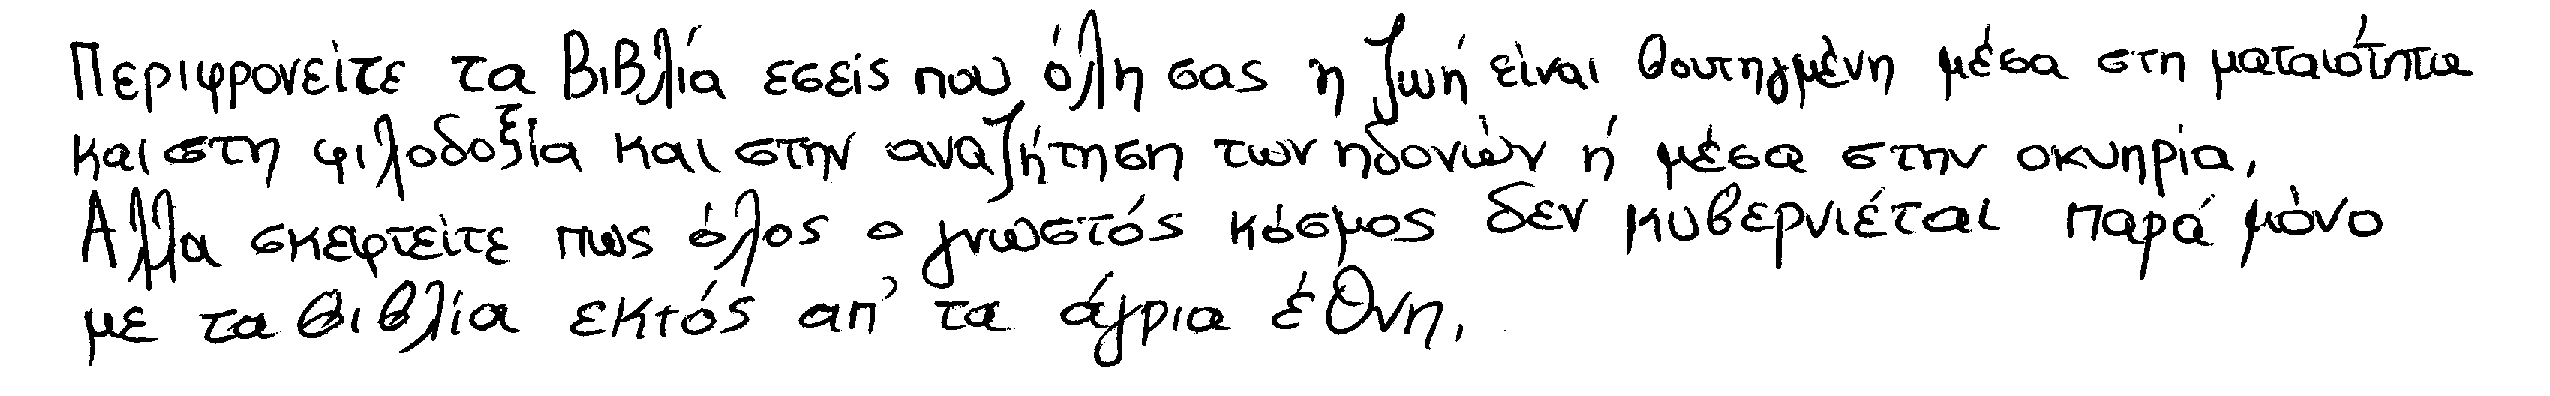 Περιφρονείτε τα βιβλία εσείς που όλη σας η ζωή είναι βουτηγμένη μέσα στη ματαιότητα
και στη φιλοδοξία και στην αναζήτηση των ηδονών ή μέσα στην οκνηρία,
Αλλα σκεφτείτε πως όλος ο γνωστός κόσμος δεν κυβερνιέται παρά μόνο
με τα βιβλία εκτός απ' τα άγρια έθνη,